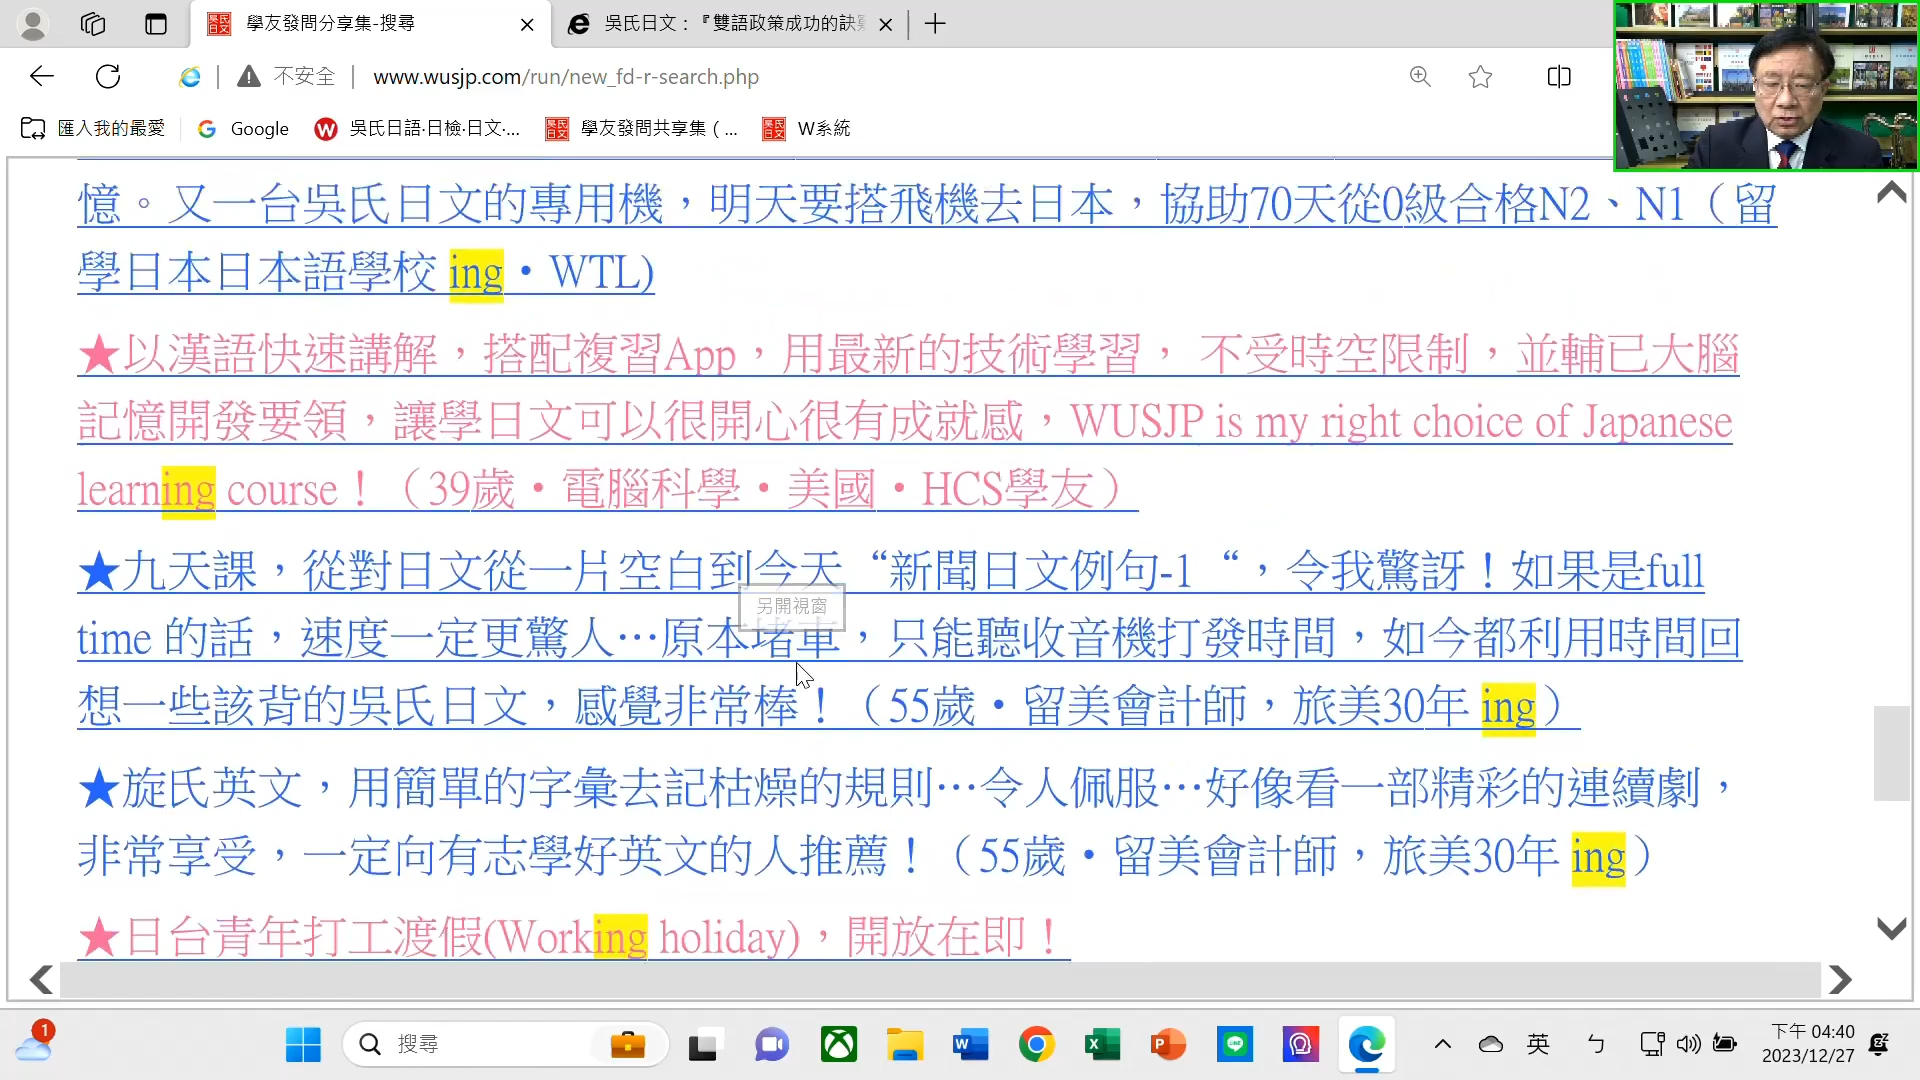 學友發問分享集-搜尋
吳氏日文：『雙語政策成功的訣
不安全
www.wusjp.com/run/new_fd-r-search.php
匯入我的最愛
Google
吳氏日語·日檢·日文·...
學友發問共享集 ( ...
W系統
憶。又一台吳氏日文的專用機，明天要搭飛機去日本，協助70天從0級合格N2、N1（留
學日本日本語學校 ing・WTL)
★以漢語快速講解，搭配複習App，用最新的技術學習， 不受時空限制，並輔已大腦
記憶開發要領，讓學日文可以很開心很有成就感，WUSJP is my right choice of Japanese
learning course！（39歲・電腦科學・美國・HCS學友）
★九天課，從對日文從一片空白到今天“新聞日文例句-1“，令我驚訝！如果是full
另開視窗
time 的話，速度一定更驚人…原本堵車，只能聽收音機打發時間，如今都利用時間回
想一些該背的吳氏日文，感覺非常棒！（55歲・留美會計師，旅美30年 ing）
★旋氏英文，用簡單的字彙去記枯燥的規則…令人佩服…好像看一部精彩的連續劇，
非常享受，一定向有志學好英文的人推薦！（55歲・留美會計師，旅美30年 ing）
★日台青年打工渡假(Working holiday)，開放在即！
1
搜尋
英
ㄅ
下午 04:40
2023/12/27